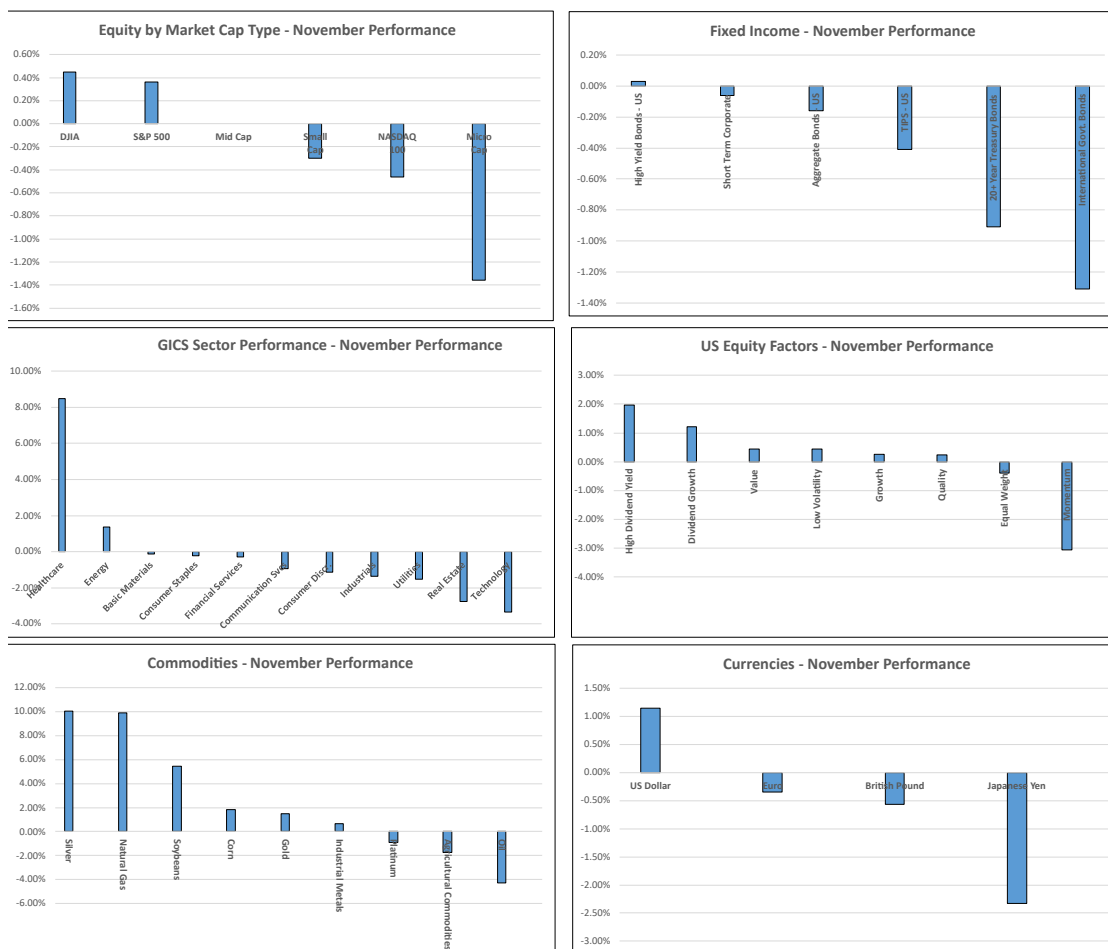 Equity by Market Cap Type - November Performance
0.60%
0.40%
0.20%
0.00%
-0.20%
-0.40%
-0.60%
-0.80%
-1.00%
-1.20%
-1.40%
-1.60%
DJIA
S&P 500
Mid Cap
Small
Cap
NASDAQ
100
Micro
Cap
Fixed Income - November Performance
0.20%
0.00%
-0.20%
-0.40%
-0.60%
-0.80%
-1.00%
-1.20%
-1.40%
High Yield Bonds - US
Short Term Corporate
Aggregate Bonds - US
TIPS - US
20+ Year Treasury Bonds
International Govt. Bonds
GICS Sector Performance - November Performance
10.00%
8.00%
6.00%
4.00%
2.00%
0.00%
-2.00%
-4.00%
Healthcare
Energy
Basic Materials
Consumer Staples
Financial Services
Communication Svcs
Consumer Disc.
Industrials
Utilities
Real Estate
Technology
US Equity Factors - November Performance
3.00%
2.00%
1.00%
0.00%
-1.00%
-2.00%
-3.00%
-4.00%
High Dividend Yield
Dividend Growth
Value
Low Volatility
Growth
Quality
Equal Weight
Momentum
Commodities - November Performance
12.00%
10.00%
8.00%
6.00%
4.00%
2.00%
0.00%
-2.00%
-4.00%
-6.00%
Silver
Natural Gas
Soybeans
Corn
Gold
Industrial Metals
Platinum
Agricultural Commodities
Oil
Currencies - November Performance
1.50%
1.00%
0.50%
0.00%
-0.50%
-1.00%
-1.50%
-2.00%
-2.50%
-3.00%
US Dollar
Euro
British Pound
Japanese Yen